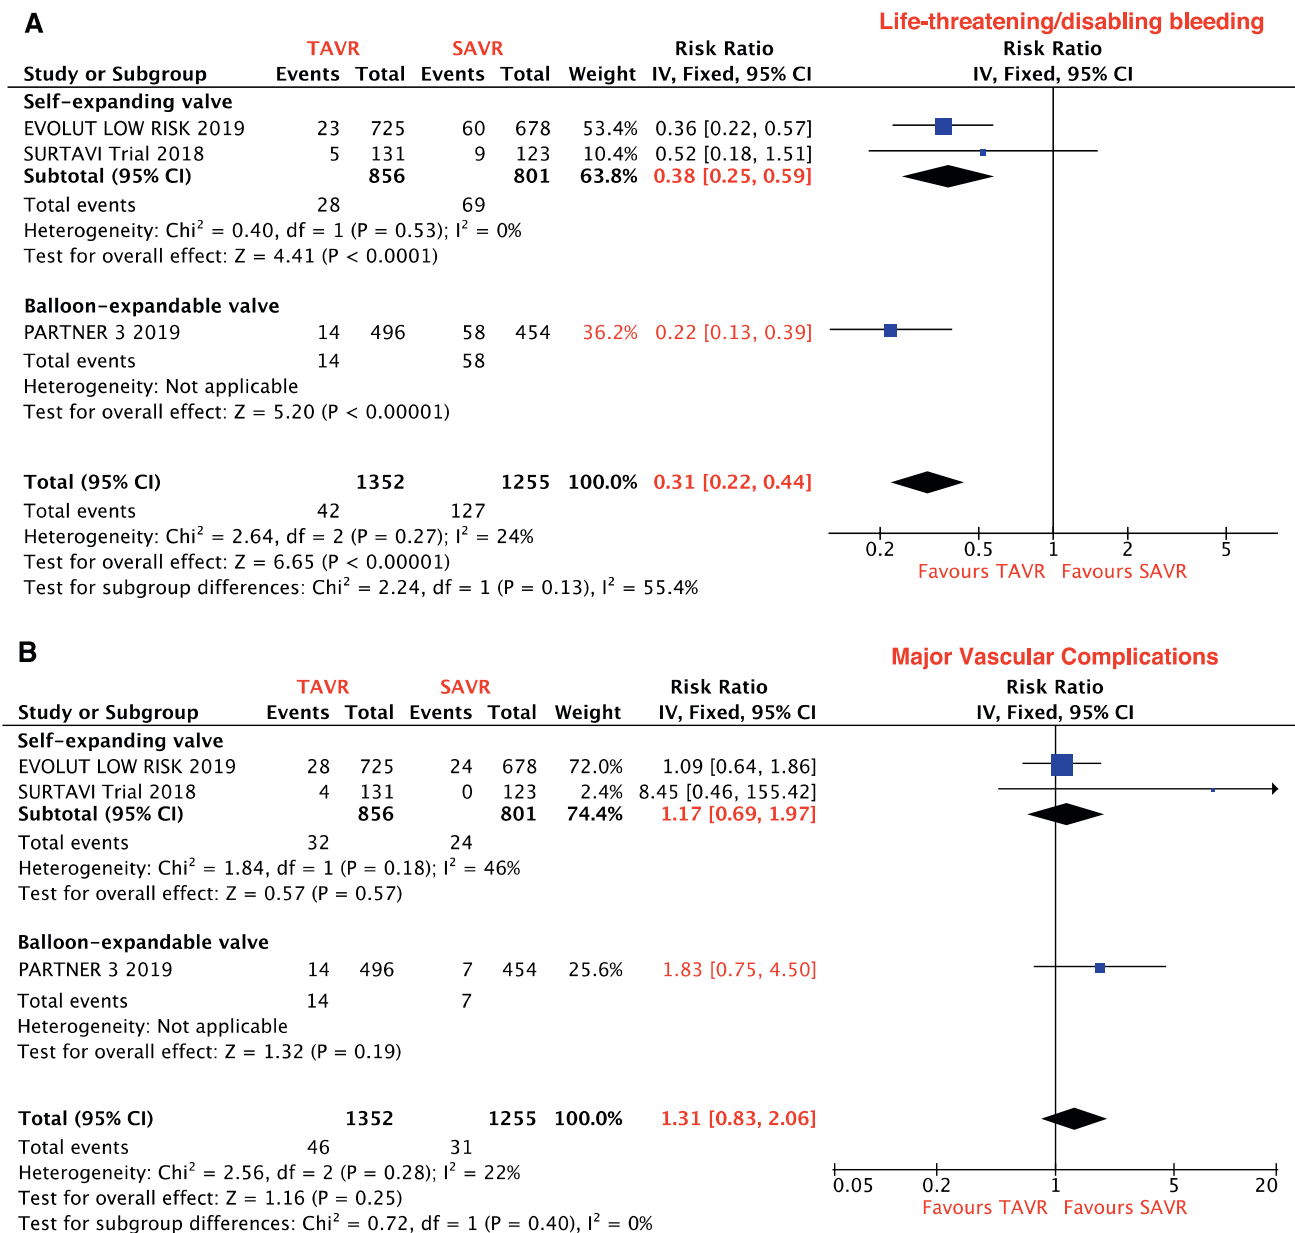 A
Life-threatening/disabling bleeding
TAVR SAVR Risk Ratio Risk Ratio
Study or Subgroup Events Total Events Total Weight IV, Fixed, 95% CI IV, Fixed, 95% CI
Self-expanding valve
EVOLUT LOW RISK 2019 23 725 60 678 53.4% 0.36 [0.22, 0.57]
SURTAVI Trial 2018 5 131 9 123 10.4% 0.52 [0.18, 1.51]
Subtotal (95% CI) 856 801 63.8% 0.38 [0.25, 0.59]
Total events 28 69
Heterogeneity: Chi² = 0.40, df = 1 (P = 0.53); I² = 0%
Test for overall effect: Z = 4.41 (P < 0.0001)
Balloon-expandable valve
PARTNER 3 2019 14 496 58 454 36.2% 0.22 [0.13, 0.39]
Total events 14 58
Heterogeneity: Not applicable
Test for overall effect: Z = 5.20 (P < 0.00001)
Total (95% CI) 1352 1255 100.0% 0.31 [0.22, 0.44]
Total events 42 127
Heterogeneity: Chi² = 2.64, df = 2 (P = 0.27); I² = 24%
Test for overall effect: Z = 6.65 (P < 0.00001)
Test for subgroup differences: Chi² = 2.24, df = 1 (P = 0.13), I² = 55.4%
0.2 0.5 1 2 5
Favours TAVR Favours SAVR
B
Major Vascular Complications
TAVR SAVR Risk Ratio Risk Ratio
Study or Subgroup Events Total Events Total Weight IV, Fixed, 95% CI IV, Fixed, 95% CI
Self-expanding valve
EVOLUT LOW RISK 2019 28 725 24 678 72.0% 1.09 [0.64, 1.86]
SURTAVI Trial 2018 4 131 0 123 2.4% 8.45 [0.46, 155.42]
Subtotal (95% CI) 856 801 74.4% 1.17 [0.69, 1.97]
Total events 32 24
Heterogeneity: Chi² = 1.84, df = 1 (P = 0.18); I² = 46%
Test for overall effect: Z = 0.57 (P = 0.57)
Balloon-expandable valve
PARTNER 3 2019 14 496 7 454 25.6% 1.83 [0.75, 4.50]
Total events 14 7
Heterogeneity: Not applicable
Test for overall effect: Z = 1.32 (P = 0.19)
Total (95% CI) 1352 1255 100.0% 1.31 [0.83, 2.06]
Total events 46 31
Heterogeneity: Chi² = 2.56, df = 2 (P = 0.28); I² = 22%
Test for overall effect: Z = 1.16 (P = 0.25)
Test for subgroup differences: Chi² = 0.72, df = 1 (P = 0.40), I² = 0%
0.05 0.2 1 5 20
Favours TAVR Favours SAVR